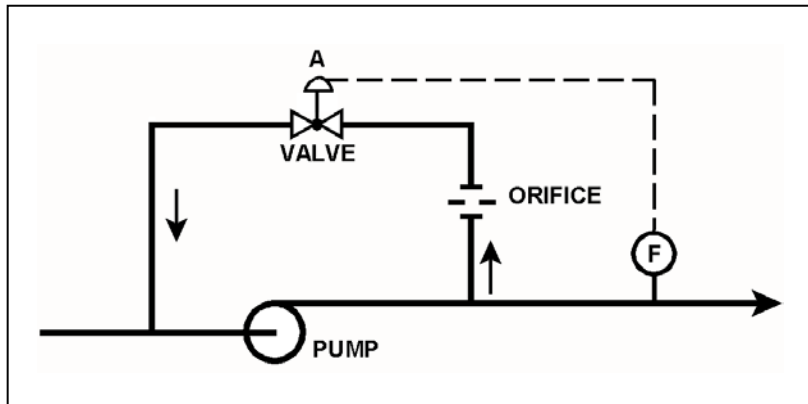 A
VALVE
ORIFICE
F
PUMP